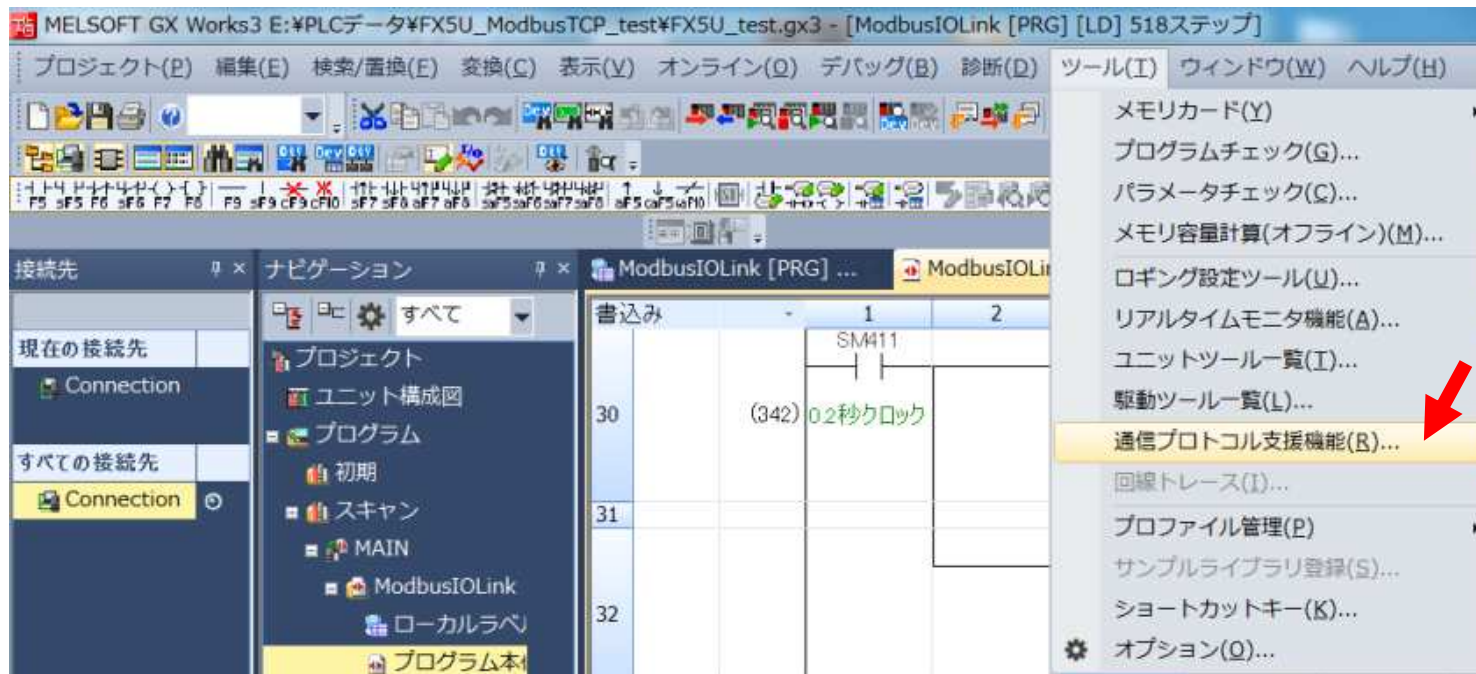 MELSOFT GX Works3 E:¥PLCデータ¥FX5U_ModbusTCP_test¥FX5U_test.gx3 - [ModbusIOLink [PRG] [LD] 518ステップ]
プロジェクト(P) 編集(E) 検索/置換(F) 変換(C) 表示(V) オンライン(O) デバッグ(B) 診断(D) ツール(T) ウィンドウ(W) ヘルプ(H)
メモリカード(Y)
プログラムチェック(G)...
パラメータチェック(C)...
メモリ容量計算(オフライン)(M)...
ロギング設定ツール(U)...
リアルタイムモニタ機能(A)...
ユニットツール一覧(T)...
駆動ツール一覧(L)...
通信プロトコル支援機能(R)...
回線トレース(I)...
プロファイル管理(P)
サンプルライブラリ登録(S)...
ショートカットキー(K)...
オプション(O)...
F5 sF5 F6 sF6 F7 F8 F9 sF9 cF9 cF10 sF7 sF8 aF7 aF8
接続先
現在の接続先
Connection
すべての接続先
Connection
ナビゲーション
すべて
プロジェクト
ユニット構成図
プログラム
初期
スキャン
MAIN
ModbusIOLink
ローカルラベ
プログラム本
ModbusIOLink [PRG] ...
ModbusIOLi
書込み 1 2
SM411
30 (342) 0.2秒クロック
31
32